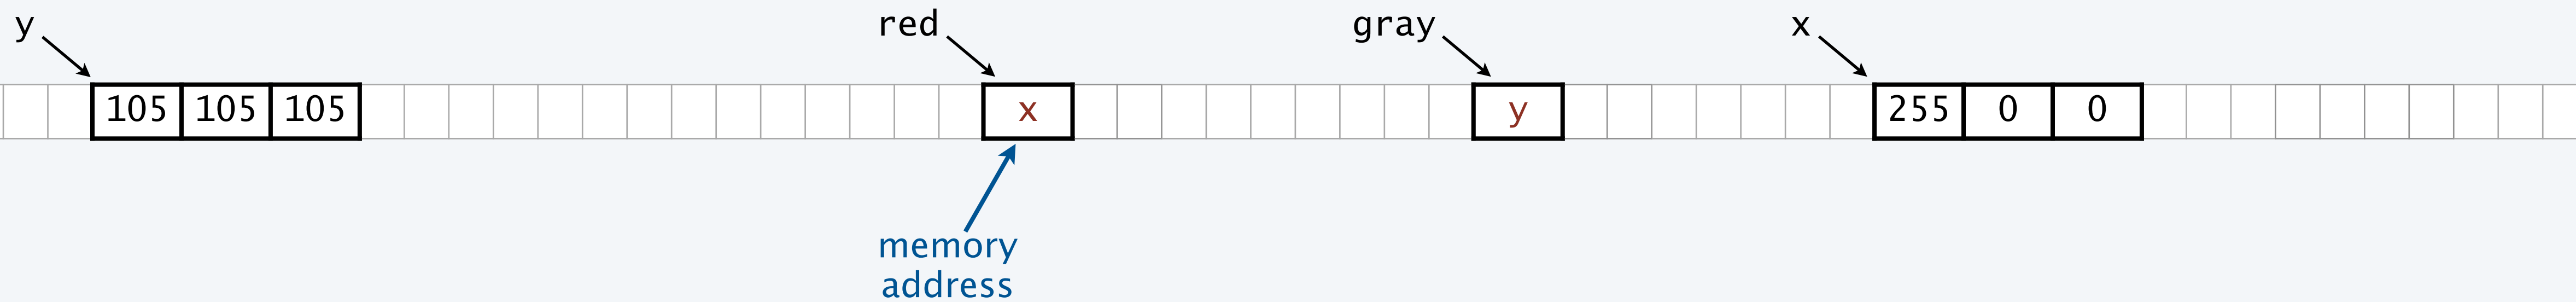 y red gray x
105 105 105 x y 255 0 0
memory
address